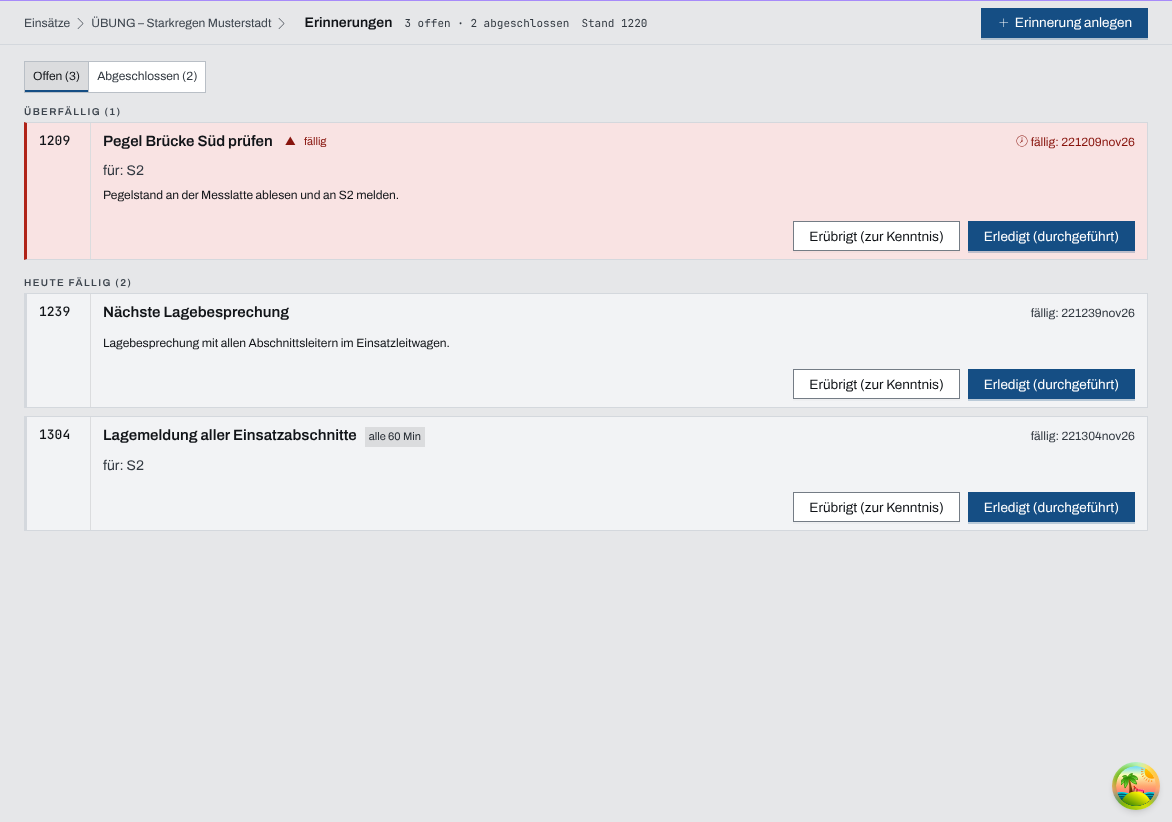 Einsätze ÜBUNG – Starkregen Musterstadt Erinnerungen 3 offen · 2 abgeschlossen Stand 1220 + Erinnerung anlegen
Offen (3) Abgeschlossen (2)
ÜBERFÄLLIG (1)
1209 Pegel Brücke Süd prüfen fällig fällig: 221209nov26
für: S2
Pegelstand an der Messlatte ablesen und an S2 melden.
Erübrigt (zur Kenntnis) Erledigt (durchgeführt)
HEUTE FÄLLIG (2)
1239 Nächste Lagebesprechung fällig: 221239nov26
Lagebesprechung mit allen Abschnittsleitern im Einsatzleitwagen.
Erübrigt (zur Kenntnis) Erledigt (durchgeführt)
1304 Lagemeldung aller Einsatzabschnitte alle 60 Min fällig: 221304nov26
für: S2
Erübrigt (zur Kenntnis) Erledigt (durchgeführt)